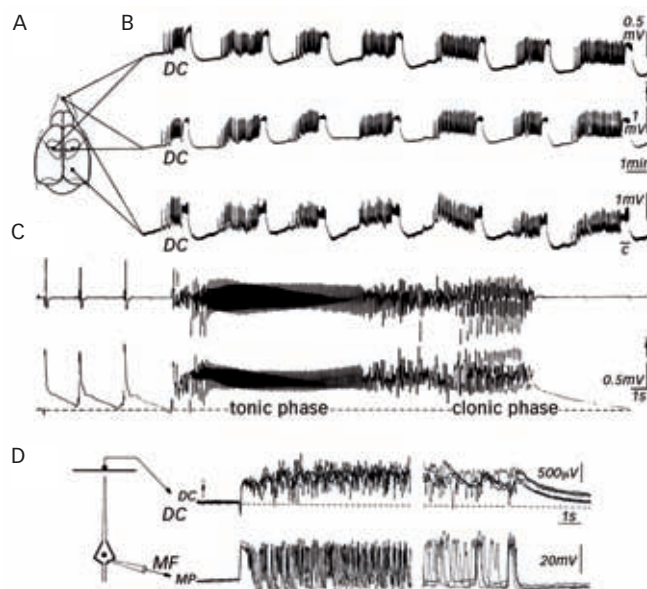 A
B
0.5
mV
DC
1
mV
DC
1min
1mV
DC
c
C
0.5mV
1s
tonic phase
clonic phase
D
DC
DC
500μV
1s
MF
MP
20mV